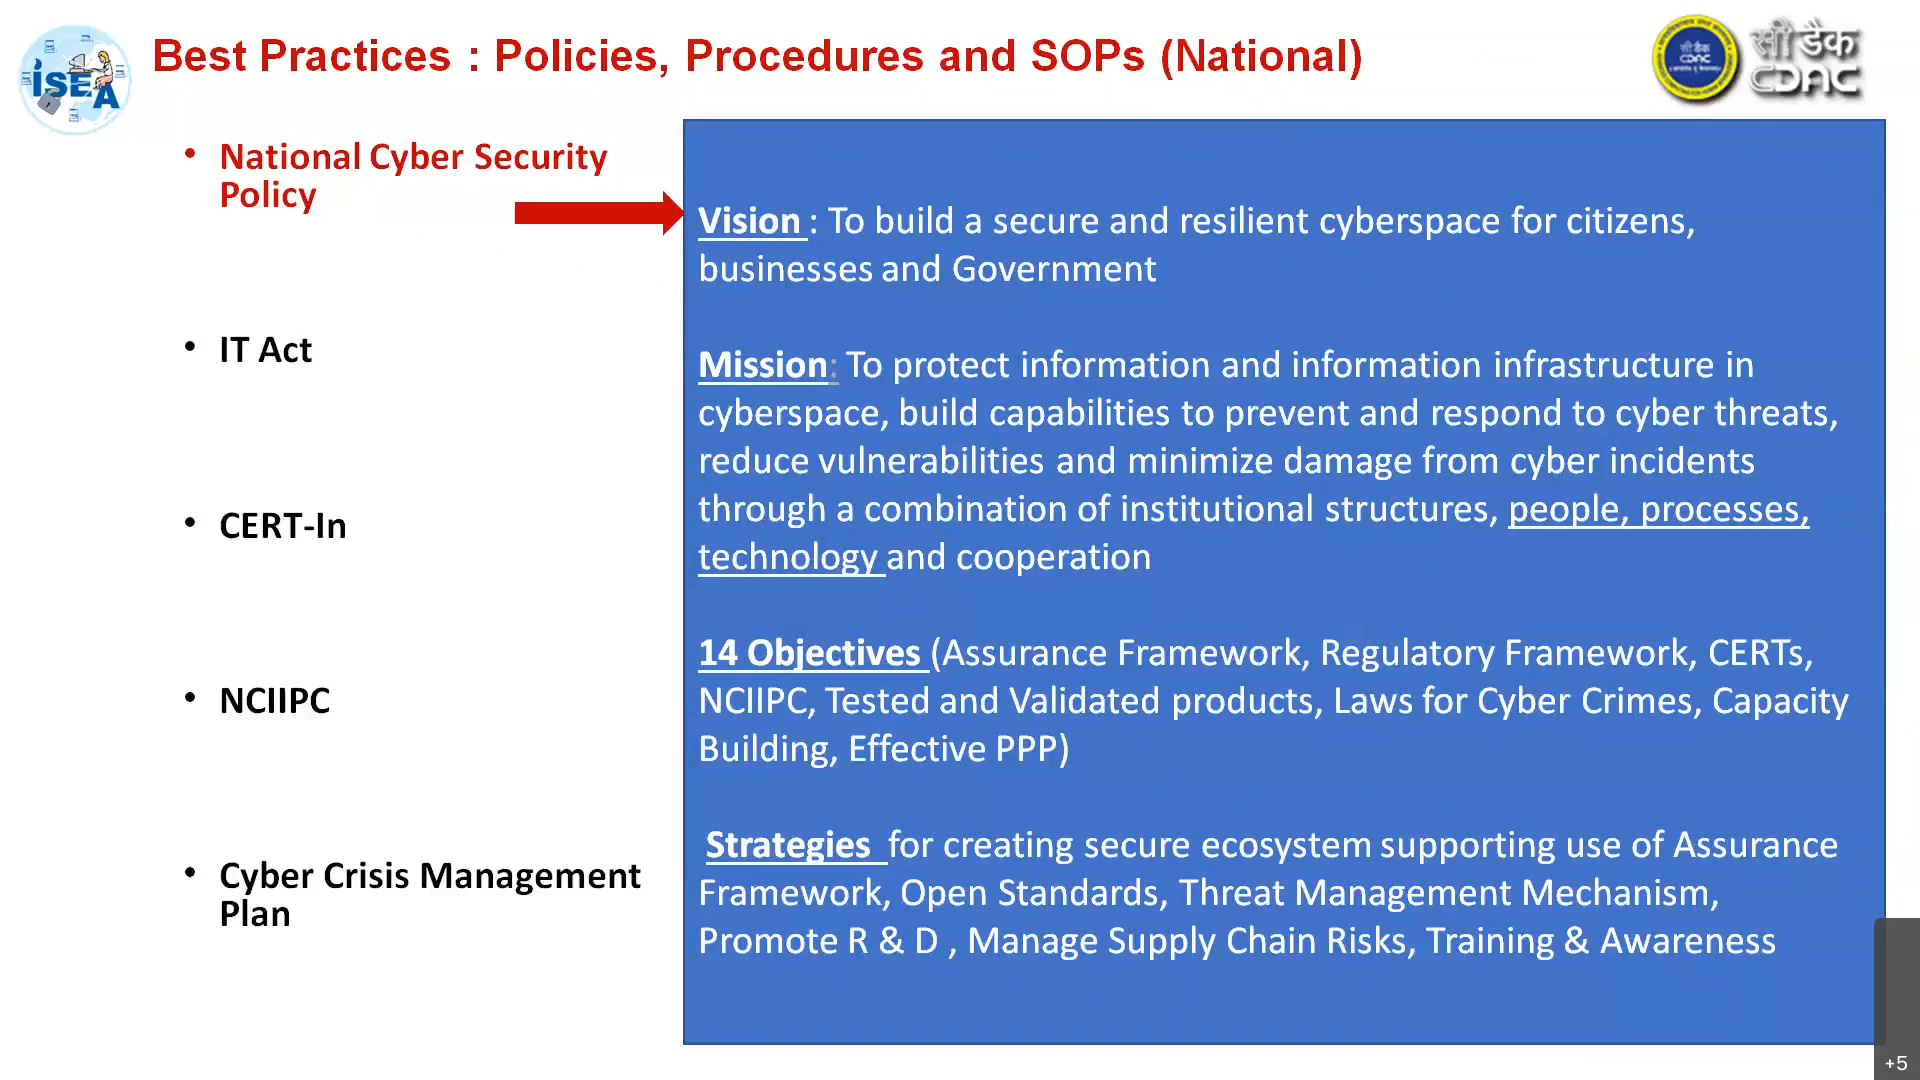 iSEA
Best Practices : Policies, Procedures and SOPs (National)
सी डैक
CDAC
सी डैक
CDAC
• National Cyber Security
Policy
• IT Act
• CERT-In
• NCIIPC
• Cyber Crisis Management
Plan
Vision : To build a secure and resilient cyberspace for citizens,
businesses and Government
Mission: To protect information and information infrastructure in
cyberspace, build capabilities to prevent and respond to cyber threats,
reduce vulnerabilities and minimize damage from cyber incidents
through a combination of institutional structures, people, processes,
technology and cooperation
14 Objectives (Assurance Framework, Regulatory Framework, CERTs,
NCIIPC, Tested and Validated products, Laws for Cyber Crimes, Capacity
Building, Effective PPP)
Strategies for creating secure ecosystem supporting use of Assurance
Framework, Open Standards, Threat Management Mechanism,
Promote R & D , Manage Supply Chain Risks, Training & Awareness
+5